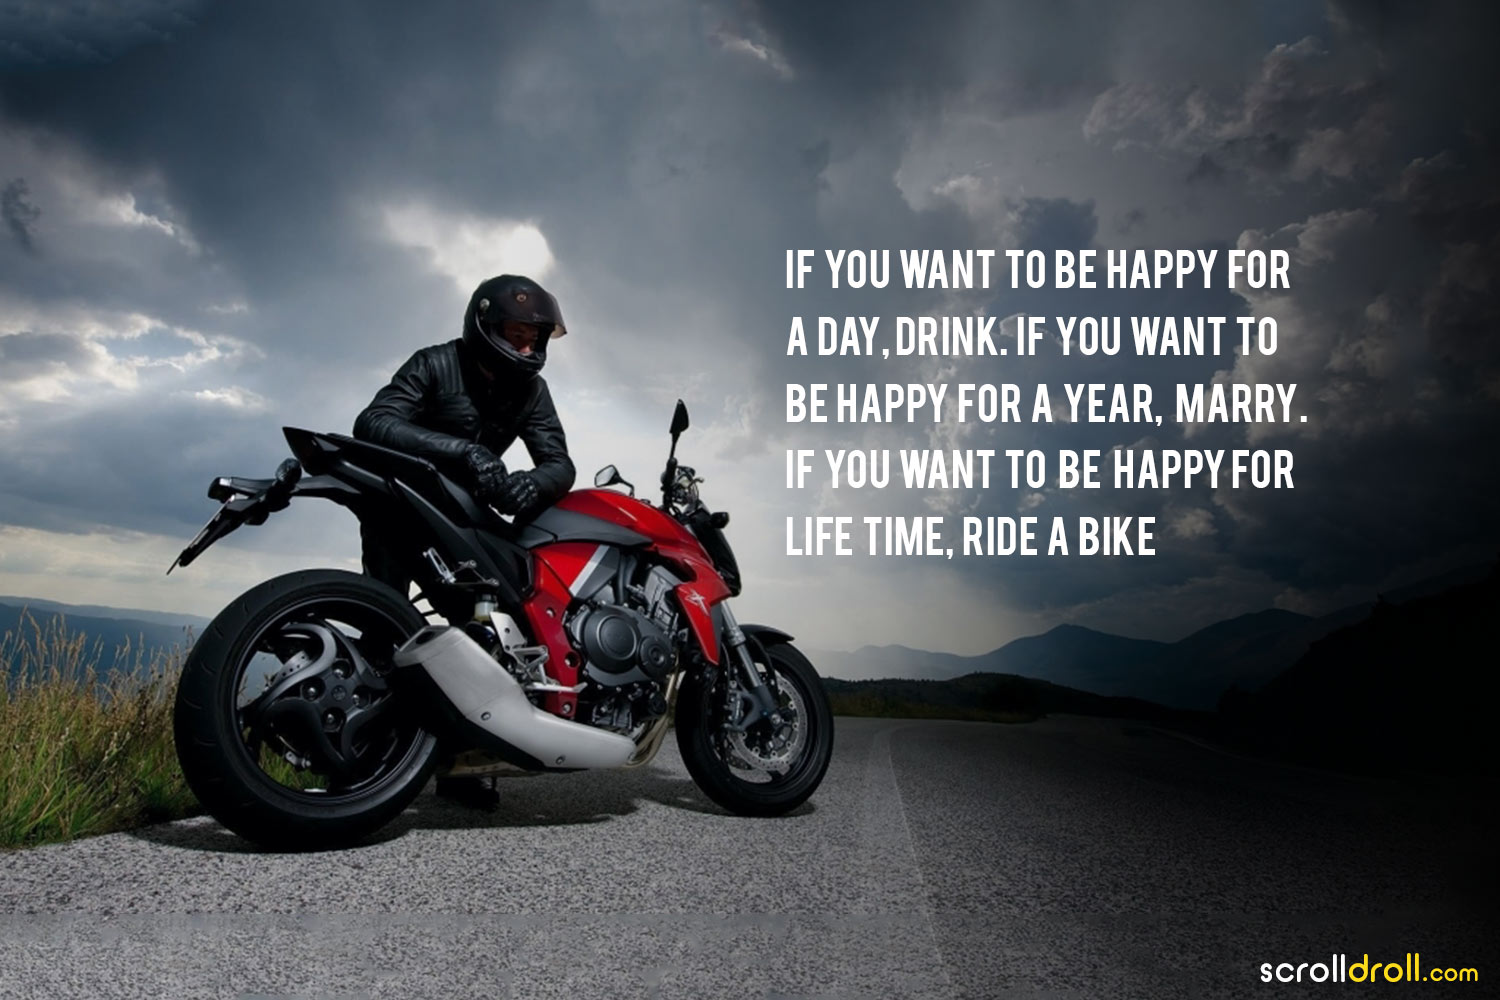 IF YOU WANT TO BE HAPPY FOR
A DAY, DRINK. IF YOU WANT TO
BE HAPPY FOR A YEAR, MARRY.
IF YOU WANT TO BE HAPPY FOR
LIFE TIME, RIDE A BIKE
scrolldroll.com